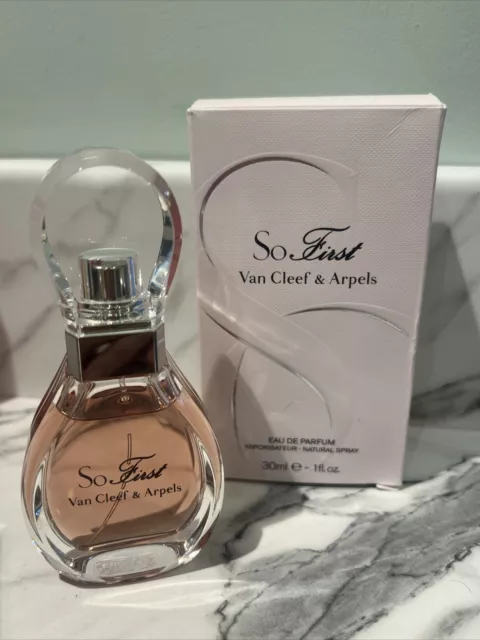 So First
Van Cleef & Arpels
EAU DE PARFUM
VAPORISATEUR - NATURAL SPRAY
30ml e - 1fl.oz.
So First
Van Cleef & Arpels